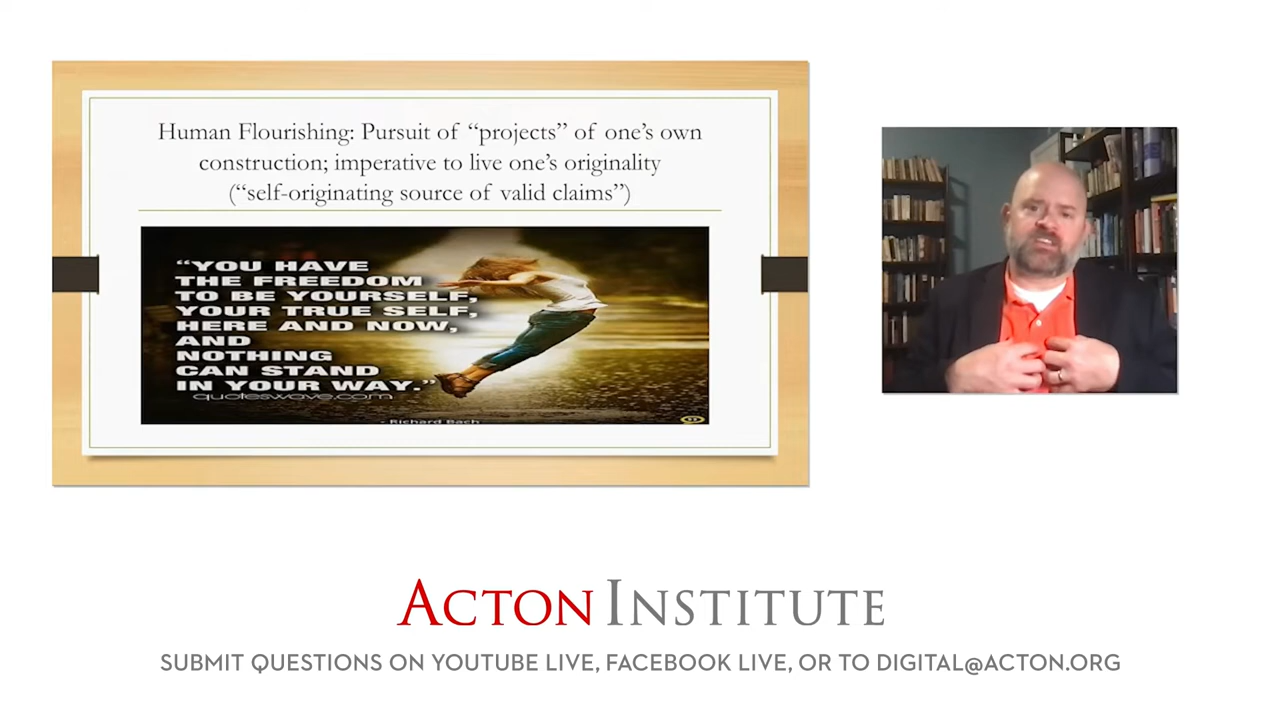 Human Flourishing: Pursuit of “projects” of one’s own
construction; imperative to live one’s originality
(“self-originating source of valid claims”)
“YOU HAVE
THE FREEDOM
TO BE YOURSELF,
YOUR TRUE SELF,
HERE AND NOW,
AND
NOTHING
CAN STAND
IN YOUR WAY.”
quoteswave.com
- Richard Bach
ACTON INSTITUTE
SUBMIT QUESTIONS ON YOUTUBE LIVE, FACEBOOK LIVE, OR TO DIGITAL@ACTON.ORG